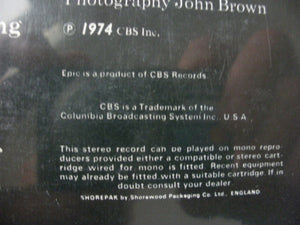 Photography John Brown
ng
℗ 1974 CBS Inc.
Epic is a product of CBS Records.
CBS is a Trademark of the
Columbia Broadcasting System Inc., U.S.A.
This stereo record can be played on mono repro-
ducers provided either a compatible or stereo cart-
ridge wired for mono is fitted. Recent equipment
may already be fitted with a suitable cartridge. If in
doubt consult your dealer.
SHOREPAK by Shorewood Packaging Co. Ltd., ENGLAND